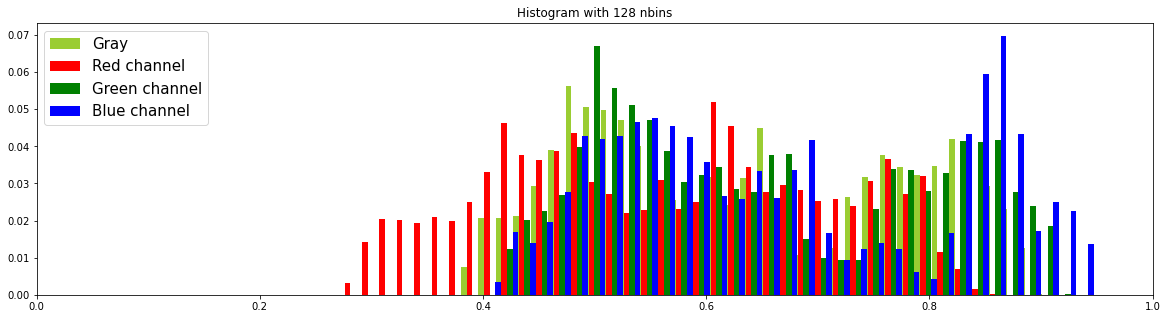 Histogram with 128 nbins
0.07
0.06
0.05
0.04
0.03
0.02
0.01
0.00
Gray
Red channel
Green channel
Blue channel
0.0 0.2 0.4 0.6 0.8 1.0